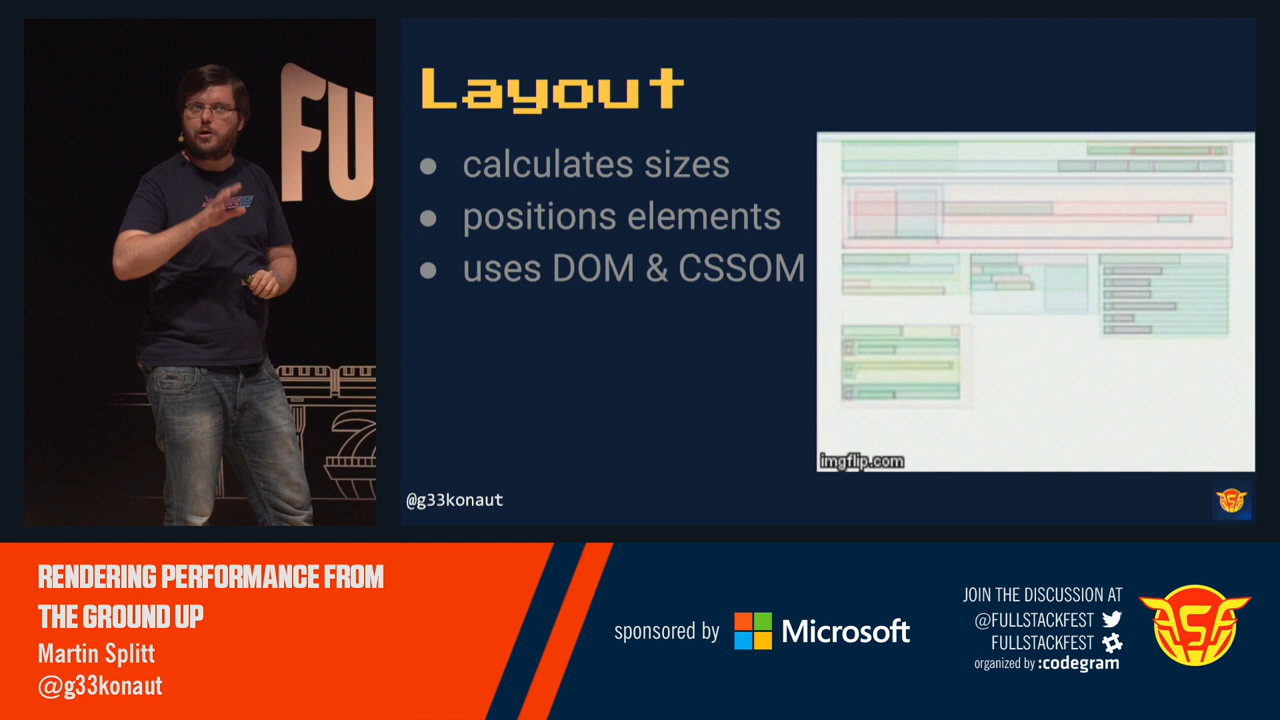 FU
Layout
● calculates sizes
● positions elements
● uses DOM & CSSOM
imgflip.com
@g33konaut
RENDERING PERFORMANCE FROM
THE GROUND UP
Martin Splitt
@g33konaut
sponsored by Microsoft
JOIN THE DISCUSSION AT
@FULLSTACKFEST
FULLSTACKFEST
organized by :codegram